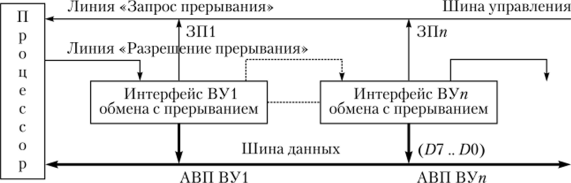 Процессор
Линия «Запрос прерывания»
Шина управления
ЗП1
ЗПn
Линия «Разрешение прерывания»
Интерфейс ВУ1
обмена с прерыванием
Интерфейс ВУn
обмена с прерыванием
Шина данных
(D7 .. D0)
АВП ВУ1
АВП ВУn